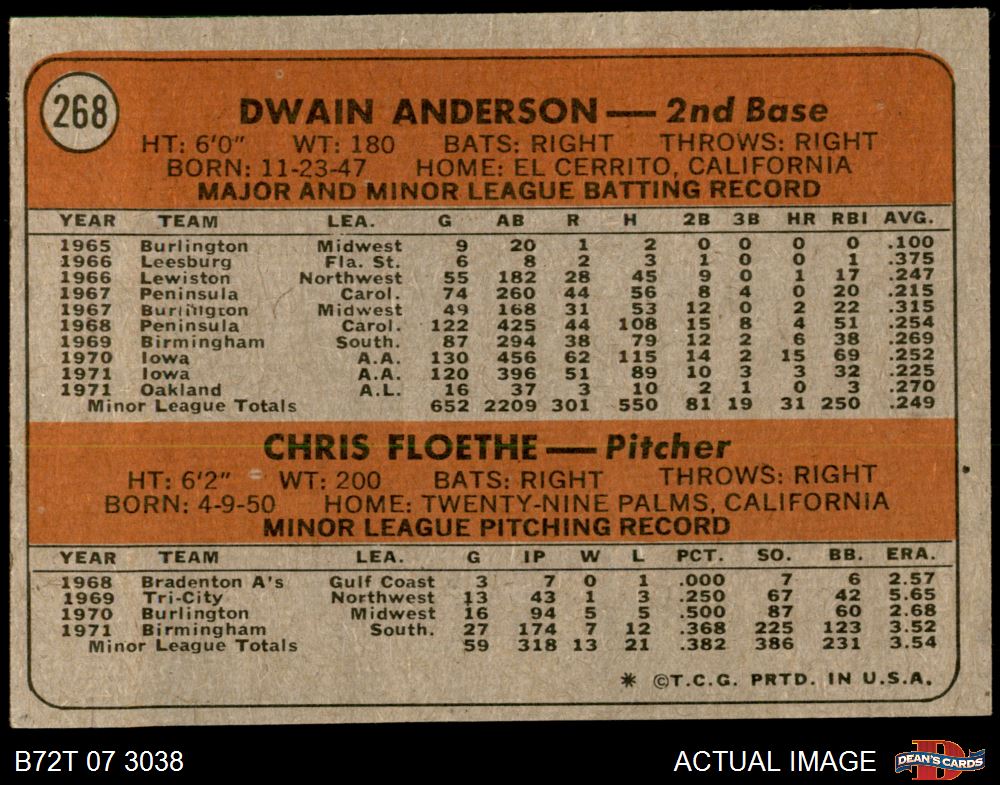 268
DWAIN ANDERSON — 2nd Base
HT: 6'0" WT: 180 BATS: RIGHT THROWS: RIGHT
BORN: 11-23-47 HOME: EL CERRITO, CALIFORNIA
MAJOR AND MINOR LEAGUE BATTING RECORD
YEAR TEAM LEA. G AB R H 2B 3B HR RBI AVG.
1965 Burlington Midwest 9 20 1 2 0 0 0 0 .100
1966 Leesburg Fla. St. 6 8 2 3 1 0 0 1 .375
1966 Lewiston Northwest 55 182 28 45 9 0 1 17 .247
1967 Peninsula Carol. 74 260 44 56 8 4 0 20 .215
1967 Burlington Midwest 49 168 31 53 12 0 2 22 .315
1968 Peninsula Carol. 122 425 44 108 15 8 4 51 .254
1969 Birmingham South. 87 294 38 79 12 2 6 38 .269
1970 Iowa A.A. 130 456 62 115 14 2 15 69 .252
1971 Iowa A.A. 120 396 51 89 10 3 3 32 .225
1971 Oakland A.L. 16 37 3 10 2 1 0 3 .270
Minor League Totals 652 2209 301 550 81 19 31 250 .249
CHRIS FLOETHE — Pitcher
HT: 6'2" WT: 200 BATS: RIGHT THROWS: RIGHT
BORN: 4-9-50 HOME: TWENTY-NINE PALMS, CALIFORNIA
MINOR LEAGUE PITCHING RECORD
YEAR TEAM LEA. G IP W L PCT. SO. BB. ERA.
1968 Bradenton A's Gulf Coast 3 7 0 1 .000 7 6 2.57
1969 Tri-City Northwest 13 43 1 3 .250 67 42 5.65
1970 Burlington Midwest 16 94 5 5 .500 87 60 2.68
1971 Birmingham South. 27 174 7 12 .368 225 123 3.52
Minor League Totals 59 318 13 21 .382 386 231 3.54
* ©T.C.G. PRTD. IN U.S.A.
B72T 07 3038 ACTUAL IMAGE
D
DEAN'S CARDS